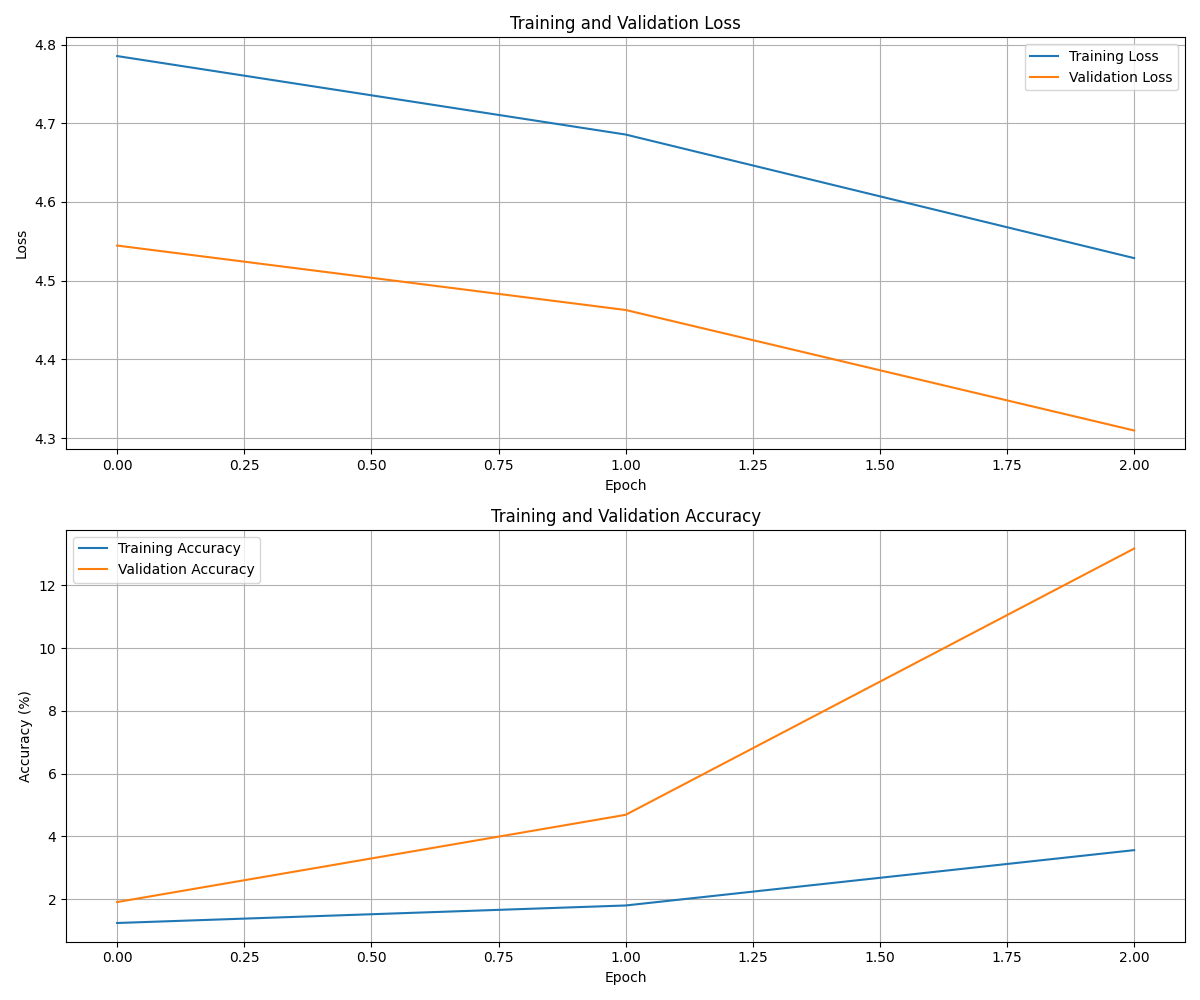 Training and Validation Loss
4.8
4.7
4.6
4.5
4.4
4.3
Loss
Training Loss
Validation Loss
0.00 0.25 0.50 0.75 1.00 1.25 1.50 1.75 2.00
Epoch
Training and Validation Accuracy
12
10
8
6
4
2
Accuracy (%)
Training Accuracy
Validation Accuracy
0.00 0.25 0.50 0.75 1.00 1.25 1.50 1.75 2.00
Epoch